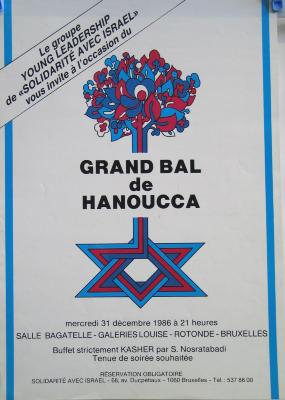 Le groupe
YOUNG LEADERSHIP
de «SOLIDARITÉ AVEC ISRAEL»
vous invite à l'occasion du
GRAND BAL
de
HANOUCCA
mercredi 31 décembre 1986 à 21 heures
SALLE BAGATELLE - GALERIES LOUISE - ROTONDE - BRUXELLES
Buffet strictement KASHER par S. Nosratabadi
Tenue de soirée souhaitée
RÉSERVATION OBLIGATOIRE
SOLIDARITÉ AVEC ISRAEL - 68, av. Ducpétiaux - 1060 Bruxelles - Tél.: 537 86 00